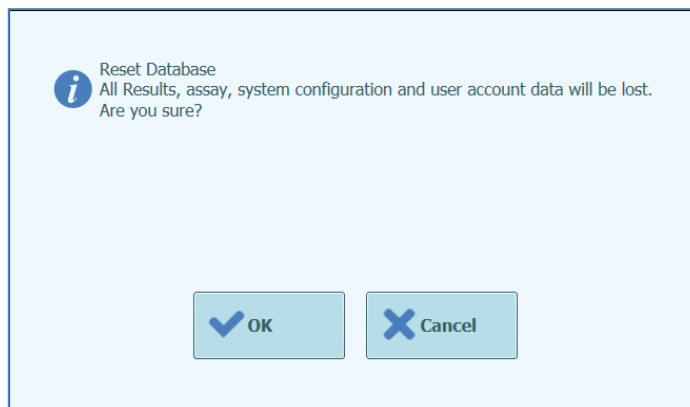 Reset Database
All Results, assay, system configuration and user account data will be lost.
Are you sure?
OK
Cancel